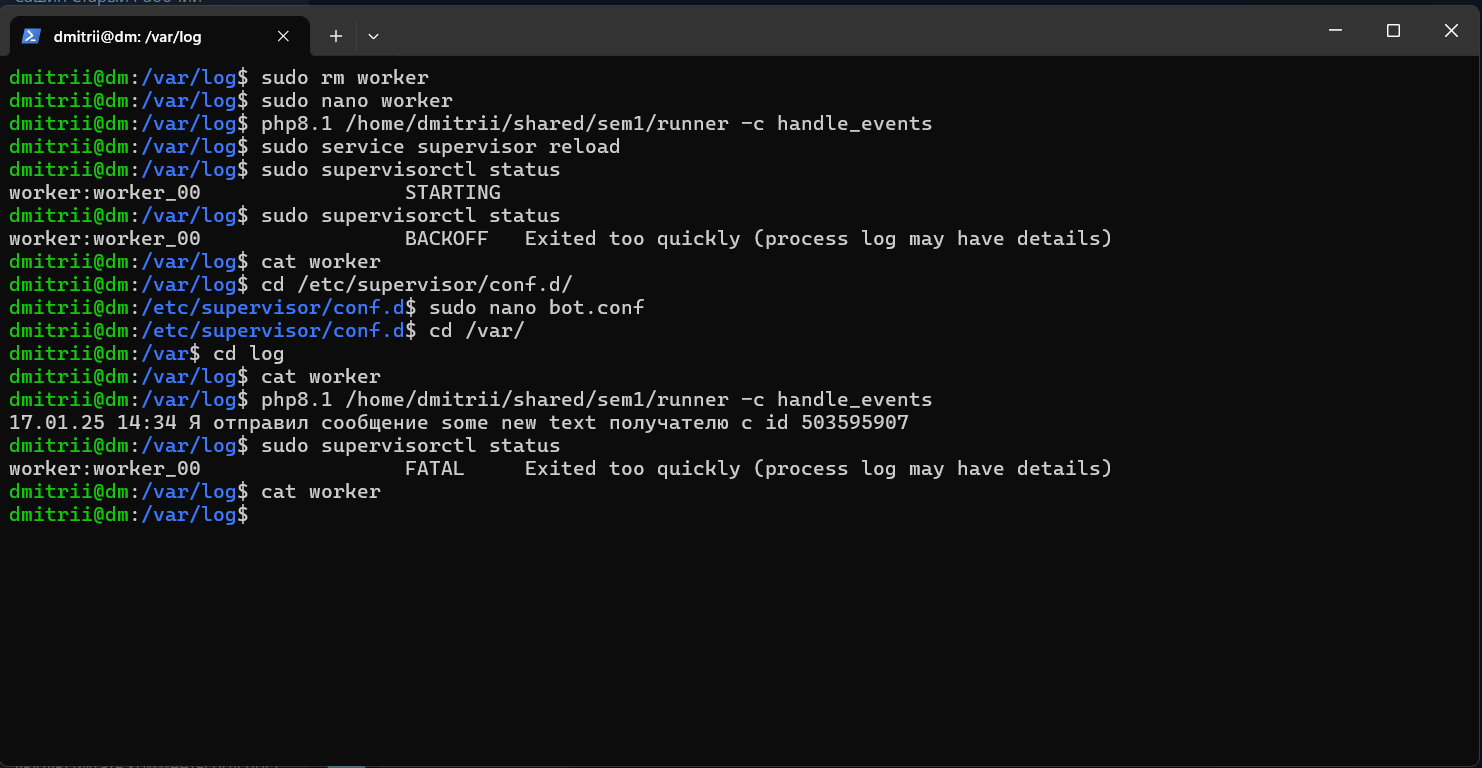 dmitrii@dm: /var/log
dmitrii@dm:/var/log$ sudo rm worker
dmitrii@dm:/var/log$ sudo nano worker
dmitrii@dm:/var/log$ php8.1 /home/dmitrii/shared/sem1/runner -c handle_events
dmitrii@dm:/var/log$ sudo service supervisor reload
dmitrii@dm:/var/log$ sudo supervisorctl status
worker:worker_00                 STARTING
dmitrii@dm:/var/log$ sudo supervisorctl status
worker:worker_00                 BACKOFF   Exited too quickly (process log may have details)
dmitrii@dm:/var/log$ cat worker
dmitrii@dm:/var/log$ cd /etc/supervisor/conf.d/
dmitrii@dm:/etc/supervisor/conf.d$ sudo nano bot.conf
dmitrii@dm:/etc/supervisor/conf.d$ cd /var/
dmitrii@dm:/var$ cd log
dmitrii@dm:/var/log$ cat worker
dmitrii@dm:/var/log$ php8.1 /home/dmitrii/shared/sem1/runner -c handle_events
17.01.25 14:34 Я отправил сообщение some new text получателю с id 503595907
dmitrii@dm:/var/log$ sudo supervisorctl status
worker:worker_00                 FATAL     Exited too quickly (process log may have details)
dmitrii@dm:/var/log$ cat worker
dmitrii@dm:/var/log$